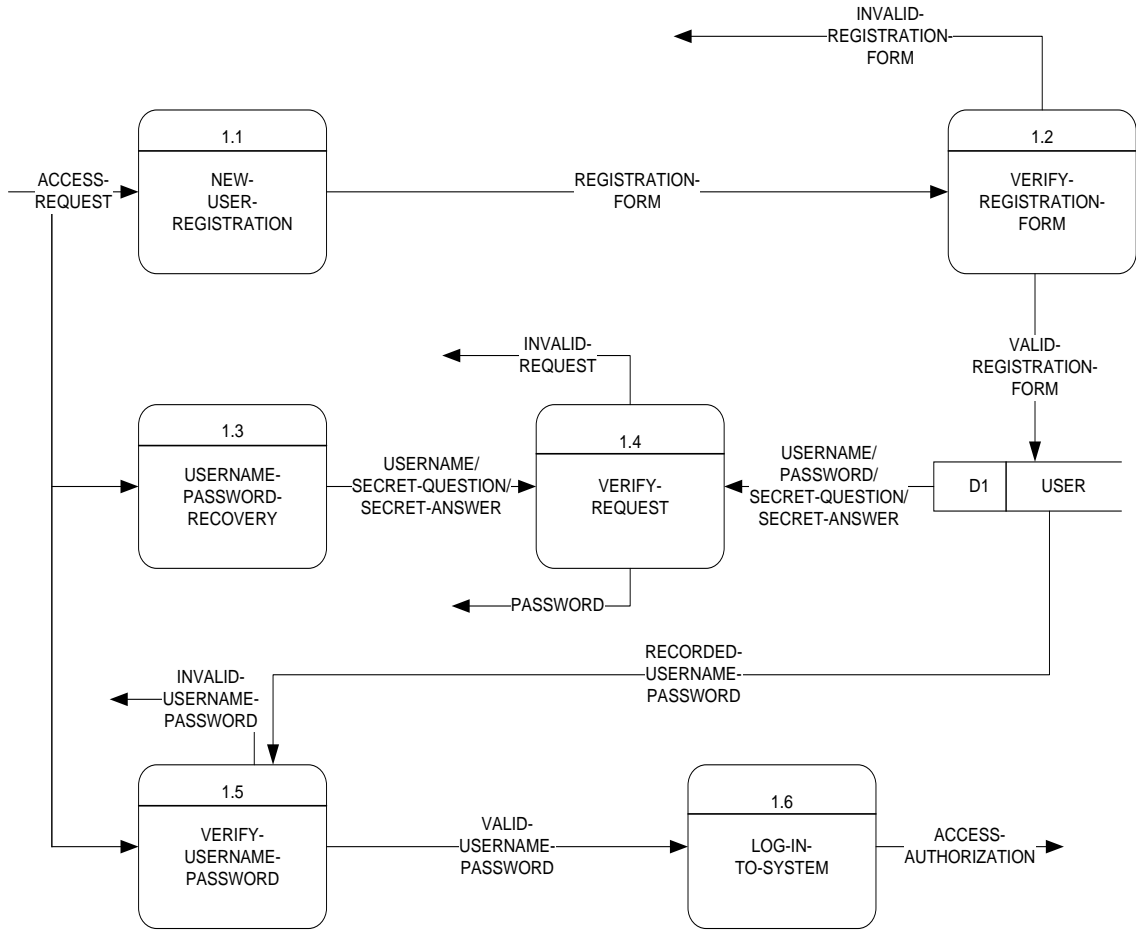 INVALID-
REGISTRATION-
FORM
1.1
NEW-
USER-
REGISTRATION
ACCESS-
REQUEST
REGISTRATION-
FORM
1.2
VERIFY-
REGISTRATION-
FORM
INVALID-
REQUEST
VALID-
REGISTRATION-
FORM
1.3
USERNAME-
PASSWORD-
RECOVERY
USERNAME/
SECRET-QUESTION/
SECRET-ANSWER
1.4
VERIFY-
REQUEST
USERNAME/
PASSWORD/
SECRET-QUESTION/
SECRET-ANSWER
D1
USER
PASSWORD
RECORDED-
USERNAME-
PASSWORD
INVALID-
USERNAME-
PASSWORD
1.5
VERIFY-
USERNAME-
PASSWORD
VALID-
USERNAME-
PASSWORD
1.6
LOG-IN-
TO-SYSTEM
ACCESS-
AUTHORIZATION